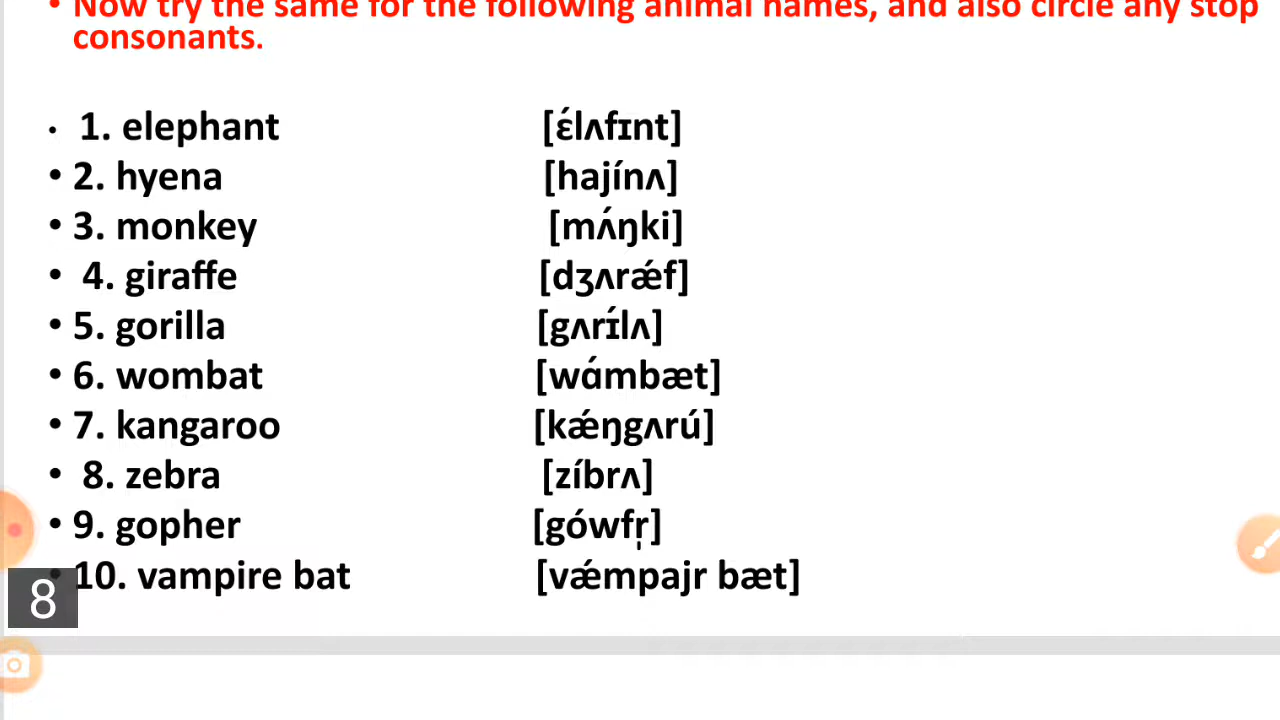 • Now try the same for the following animal names, and also circle any stop
consonants.
• 1. elephant [ɛ́lʌfɪnt]
• 2. hyena [hajínʌ]
• 3. monkey [mʌ́ŋki]
• 4. giraffe [dʒʌrǽf]
• 5. gorilla [gʌrɪ́lʌ]
• 6. wombat [wɑ́mbæt]
• 7. kangaroo [kǽŋgʌrú]
• 8. zebra [zíbrʌ]
• 9. gopher [gówfr̩]
• 10. vampire bat [vǽmpajr bæt]
8